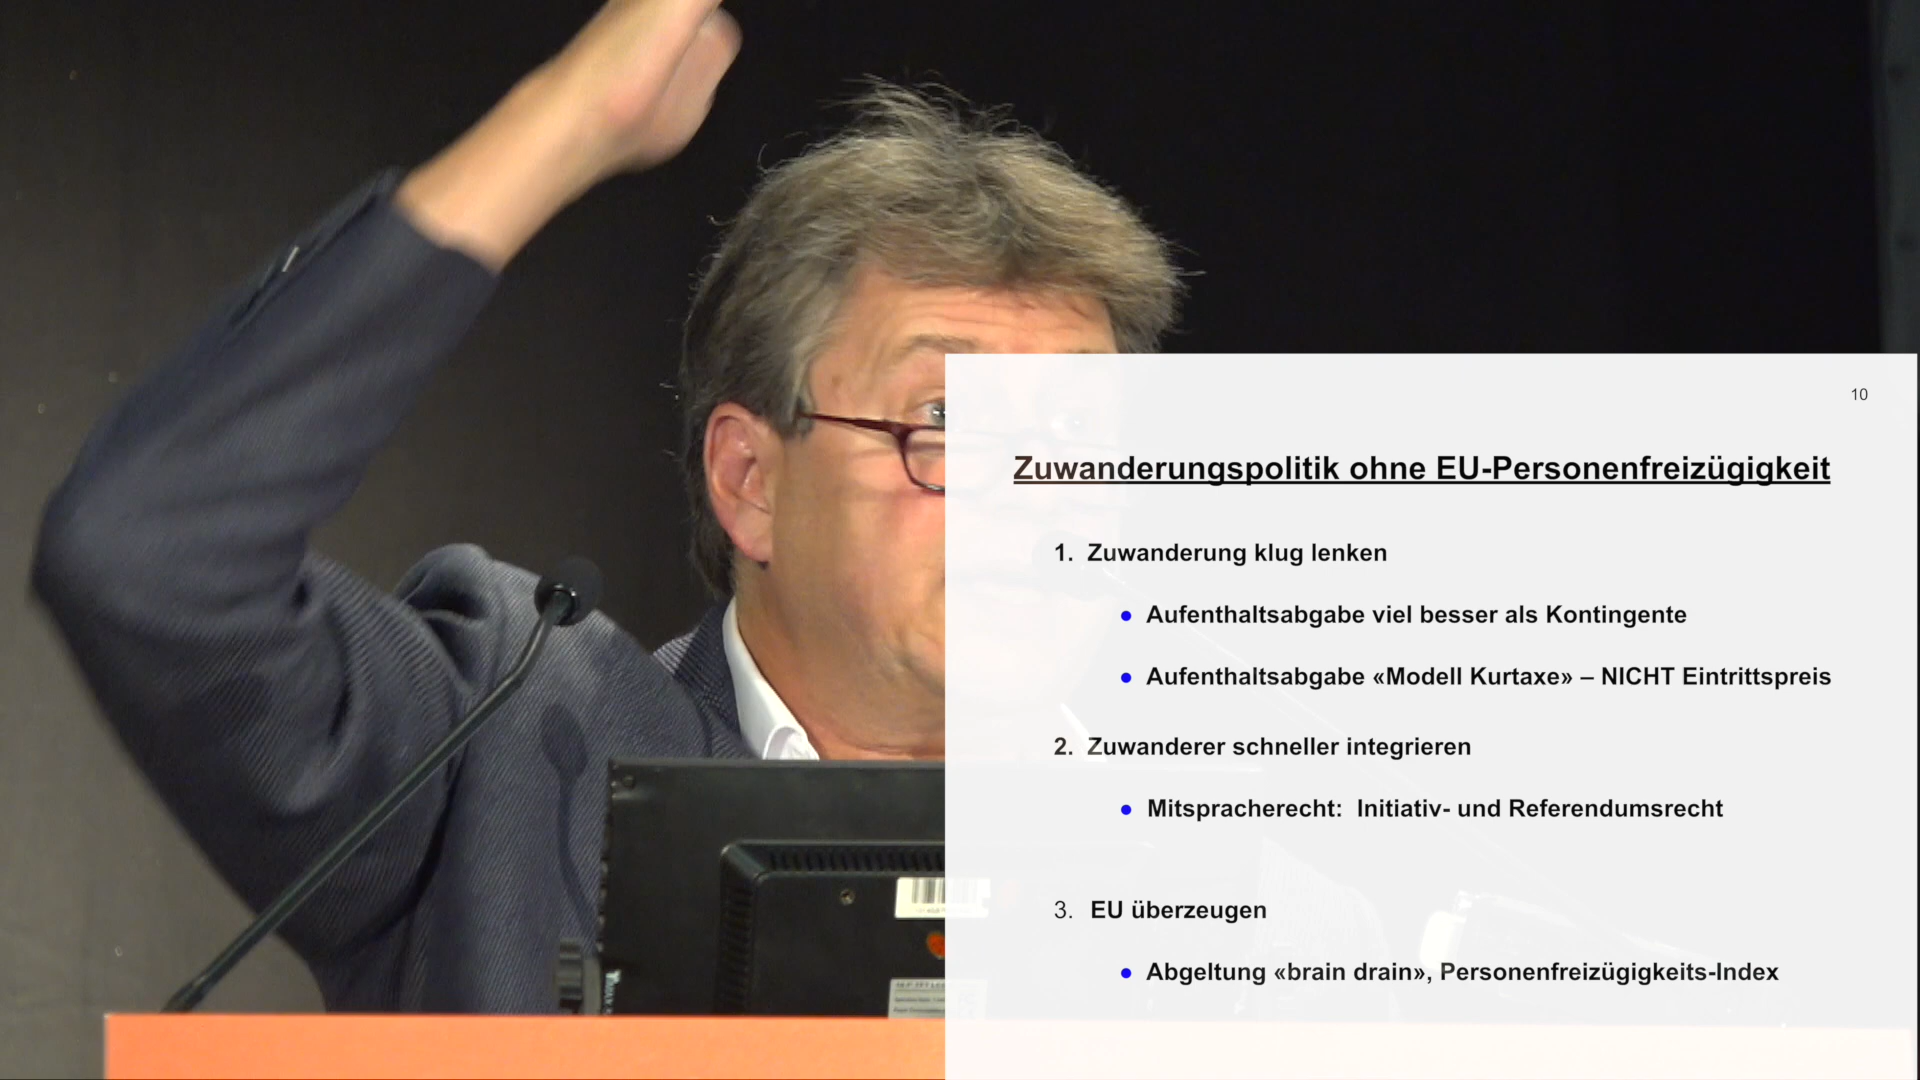 10
Zuwanderungspolitik ohne EU-Personenfreizügigkeit
1. Zuwanderung klug lenken
● Aufenthaltsabgabe viel besser als Kontingente
● Aufenthaltsabgabe «Modell Kurtaxe» – NICHT Eintrittspreis
2. Zuwanderer schneller integrieren
● Mitspracherecht: Initiativ- und Referendumsrecht
3. EU überzeugen
● Abgeltung «brain drain», Personenfreizügigkeits-Index